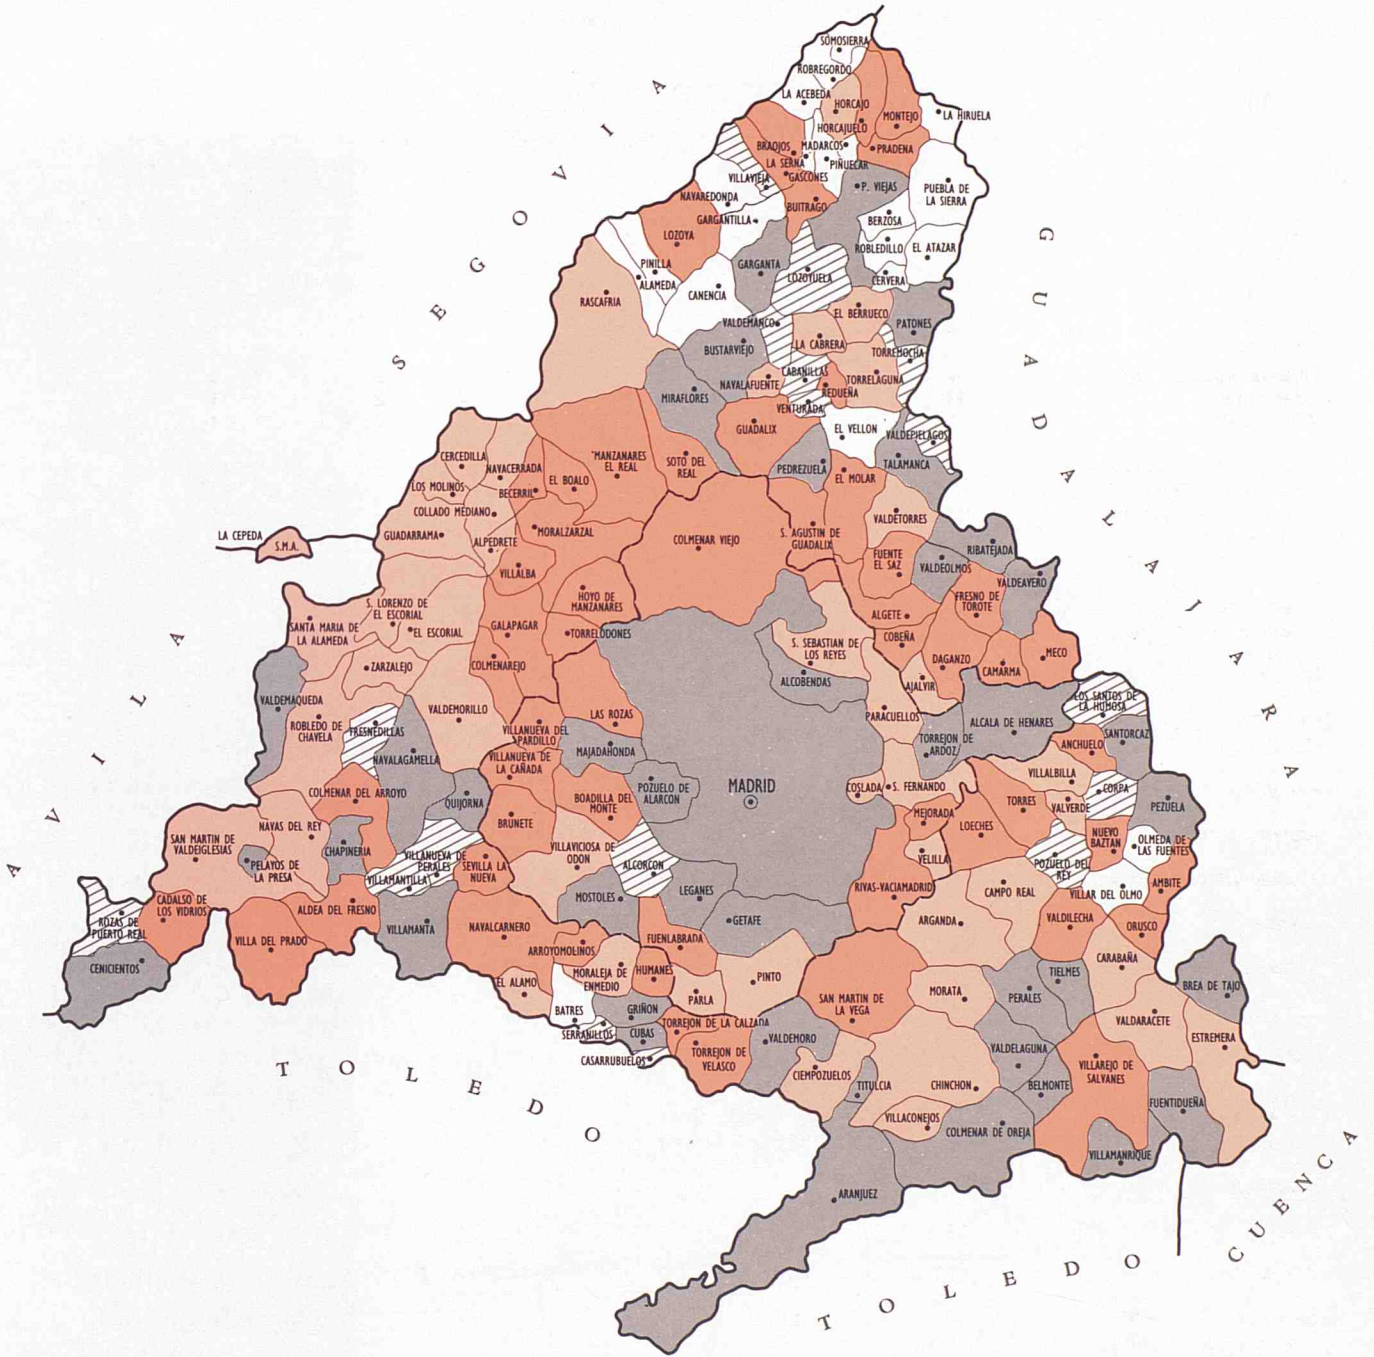 SOMOSIERRA
ROBREGORDO
LA ACEBEDA
HORCAJO
MONTEJO
LA HIRUELA
HORCAJUELO
BRAOJOS
MADARCOS
PRADENA
LA SERNA
PIÑUECAR
GASCONES
VILLAVIEJA
P. VIEJAS
PUEBLA DE
LA SIERRA
NAVAREDONDA
BUITRAGO
GARGANTILLA
BERZOSA
LOZOYA
ROBLEDILLO
EL ATAZAR
PINILLA
GARGANTA
LOZOYUELA
CERVERA
ALAMEDA
CANENCIA
RASCAFRIA
EL BERRUECO
VALDEMANCO
PATONES
BUSTARVIEJO
LA CABRERA
TORREMOCHA
CABANILLAS
NAVALAFUENTE
TORRELAGUNA
REDUEÑA
MIRAFLORES
VENTURADA
GUADALIX
EL VELLON
VALDEPIELAGOS
CERCEDILLA
NAVACERRADA
MANZANARES
EL REAL
SOTO DEL
REAL
PEDREZUELA
TALAMANCA
LOS MOLINOS
BECERRIL
EL BOALO
EL MOLAR
COLLADO MEDIANO
VALDETORRES
LA CEPEDA
S.M.A.
GUADARRAMA
ALPEDRETE
MORALZARZAL
COLMENAR VIEJO
S. AGUSTIN DE
GUADALIX
RIBATEJADA
FUENTE
EL SAZ
VALDEOLMOS
VILLALBA
VALDEAVERO
HOYO DE
MANZANARES
FRESNO DE
TOROTE
S. LORENZO DE
EL ESCORIAL
ALGETE
SANTA MARIA DE
LA ALAMEDA
EL ESCORIAL
GALAPAGAR
TORRELODONES
S. SEBASTIAN DE
LOS REYES
COBEÑA
MECO
ZARZALEJO
COLMENAREJO
DAGANZO
CAMARMA
ALCOBENDAS
AJALVIR
VALDEMAQUEDA
LOS SANTOS DE
LA HUMOSA
VALDEMORILLO
LAS ROZAS
PARACUELLOS
ALCALA DE HENARES
ROBLEDO DE
CHAVELA
FRESNEDILLAS
VILLANUEVA DEL
PARDILLO
TORREJON DE
ARDOZ
SANTORCAZ
MAJADAHONDA
ANCHUELO
NAVALAGAMELLA
VILLANUEVA DE
LA CAÑADA
VILLALBILLA
COLMENAR DEL ARROYO
QUIJORNA
POZUELO DE
ALARCON
MADRID
COSLADA
S. FERNANDO
CORPA
BOADILLA DEL
MONTE
TORRES
VALVERDE
PEZUELA
NAVAS DEL REY
BRUNETE
MEJORADA
LOECHES
NUEVO
BAZTAN
OLMEDA DE
LAS FUENTES
SAN MARTIN DE
VALDEIGLESIAS
CHAPINERIA
VILLANUEVA DE
PERALES
VILLAVICIOSA DE
ODON
VELILLA
PELAYOS DE
LA PRESA
SEVILLA LA
NUEVA
ALCORCON
POZUELO DEL
REY
VILLAMANTILLA
LEGANES
RIVAS-VACIAMADRID
CAMPO REAL
VILLAR DEL OLMO
AMBITE
CADALSO DE
LOS VIDRIOS
ALDEA DEL FRESNO
MOSTOLES
ROZAS DE
PUERTO REAL
VILLAMANTA
NAVALCARNERO
GETAFE
ARGANDA
VALDILECHA
ORUSCO
VILLA DEL PRADO
ARROYOMOLINOS
FUENLABRADA
CENICIENTOS
MORALEJA DE
ENMEDIO
HUMANES
CARABAÑA
TIELMES
EL ALAMO
PINTO
BREA DE TAJO
PARLA
SAN MARTIN DE
LA VEGA
MORATA
PERALES
BATRES
GRIÑON
VALDARACETE
SERRANILLOS
CUBAS
TORREJON DE LA CALZADA
VALDEMORO
ESTREMERA
CASARRUBUELOS
TORREJON DE
VELASCO
VALDELAGUNA
VILLAREJO DE
SALVANES
CIEMPOZUELOS
TITULCIA
CHINCHON
BELMONTE
FUENTIDUEÑA
VILLACONEJOS
COLMENAR DE OREJA
VILLAMANRIQUE
ARANJUEZ
SEGOVIA
GUADALAJARA
AVILA
TOLEDO
TOLEDO
CUENCA